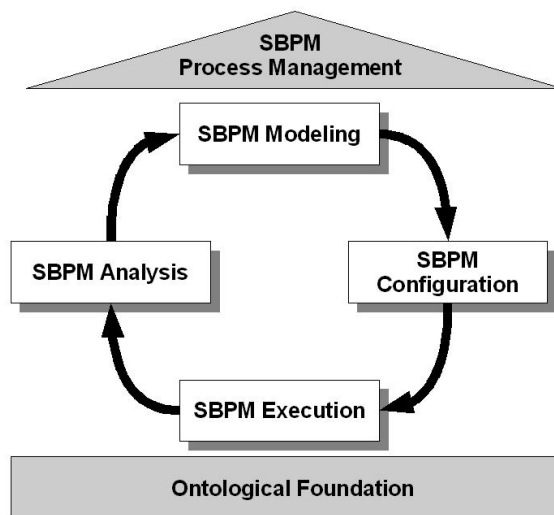 SBPM
Process Management
SBPM Modeling
SBPM Analysis
SBPM
Configuration
SBPM Execution
Ontological Foundation